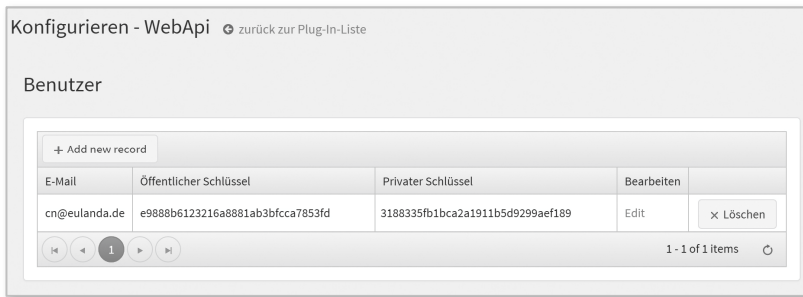 Konfigurieren - WebApi zurück zur Plug-In-Liste
Benutzer
+ Add new record
E-Mail Öffentlicher Schlüssel Privater Schlüssel Bearbeiten
cn@eulanda.de e9888b6123216a8881ab3bfcca7853fd 3188335fb1bca2a1911b5d9299aef189 Edit × Löschen
1 1 - 1 of 1 items